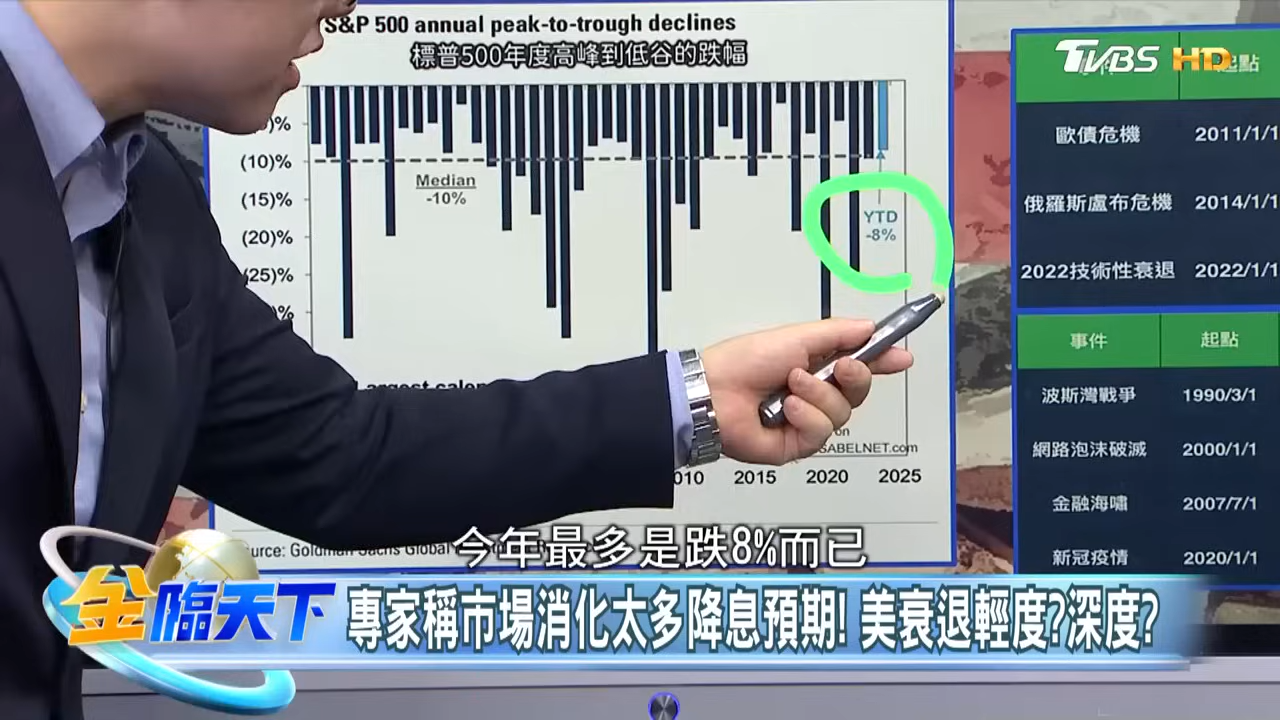 S&P 500 annual peak-to-trough declines
標普500年度高峰到低谷的跌幅
(10)%
(15)%
(20)%
(25)%
Median
-10%
YTD
-8%
SABELNET.com
2015
2020
2025
Goldman Sachs Global
TVBS HD
起點
歐債危機 2011/1/1
俄羅斯盧布危機 2014/1/1
2022技術性衰退 2022/1/1
事件 起點
波斯灣戰爭 1990/3/1
網路泡沫破滅 2000/1/1
金融海嘯 2007/7/1
新冠疫情 2020/1/1
今年最多是跌8%而已
金臨天下
專家稱市場消化太多降息預期! 美衰退輕度?深度?